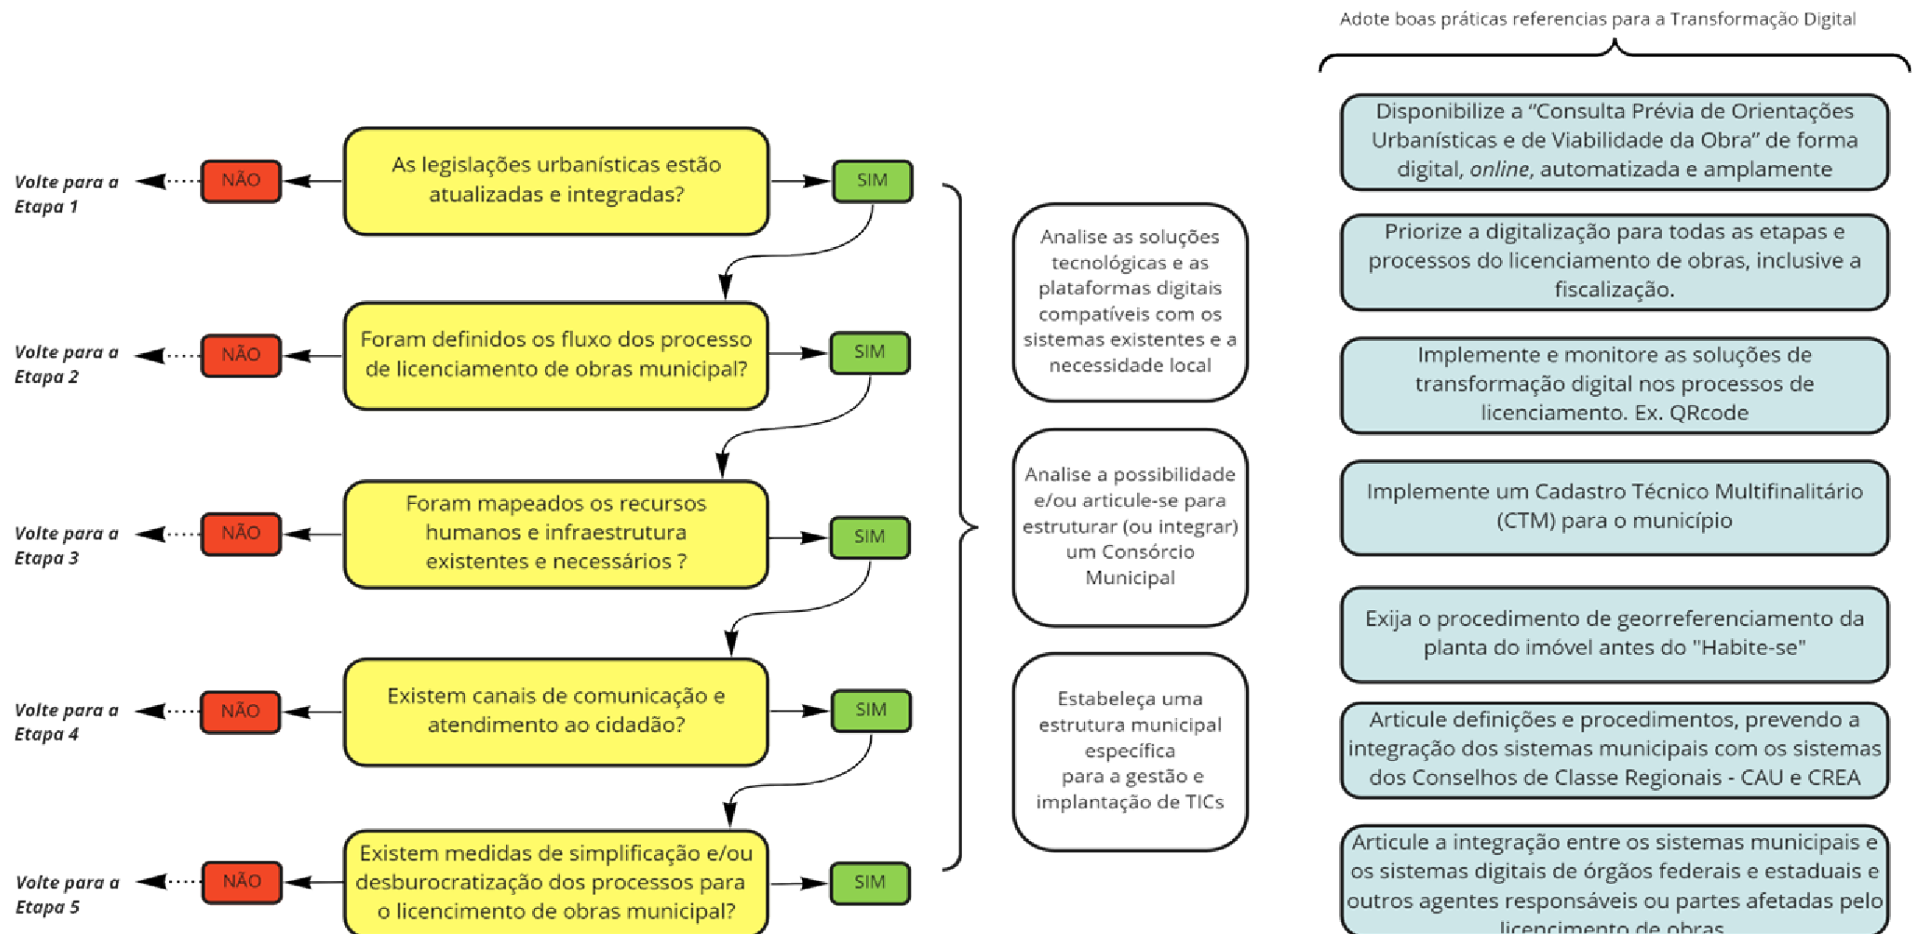 Adote boas práticas referencias para a Transformação Digital
As legislações urbanísticas estão
atualizadas e integradas?
NÃO
SIM
Volte para a
Etapa 1
Foram definidos os fluxo dos processo
de licenciamento de obras municipal?
NÃO
SIM
Volte para a
Etapa 2
Foram mapeados os recursos
humanos e infraestrutura
existentes e necessários ?
NÃO
SIM
Volte para a
Etapa 3
Existem canais de comunicação e
atendimento ao cidadão?
NÃO
SIM
Volte para a
Etapa 4
Existem medidas de simplificação e/ou
desburocratização dos processos para
o licencimento de obras municipal?
NÃO
SIM
Volte para a
Etapa 5
Analise as soluções
tecnológicas e as
plataformas digitais
compatíveis com os
sistemas existentes e a
necessidade local
Analise a possibilidade
e/ou articule-se para
estruturar (ou integrar)
um Consórcio
Municipal
Estabeleça uma
estrutura municipal
específica
para a gestão e
implantação de TICs
Disponibilize a “Consulta Prévia de Orientações
Urbanísticas e de Viabilidade da Obra” de forma
digital, online, automatizada e amplamente
Priorize a digitalização para todas as etapas e
processos do licenciamento de obras, inclusive a
fiscalização.
Implemente e monitore as soluções de
transformação digital nos processos de
licenciamento. Ex. QRcode
Implemente um Cadastro Técnico Multifinalitário
(CTM) para o município
Exija o procedimento de georreferenciamento da
planta do imóvel antes do "Habite-se"
Articule definições e procedimentos, prevendo a
integração dos sistemas municipais com os sistemas
dos Conselhos de Classe Regionais - CAU e CREA
Articule a integração entre os sistemas municipais e
os sistemas digitais de órgãos federais e estaduais e
outros agentes responsáveis ou partes afetadas pelo
licencimento de obras